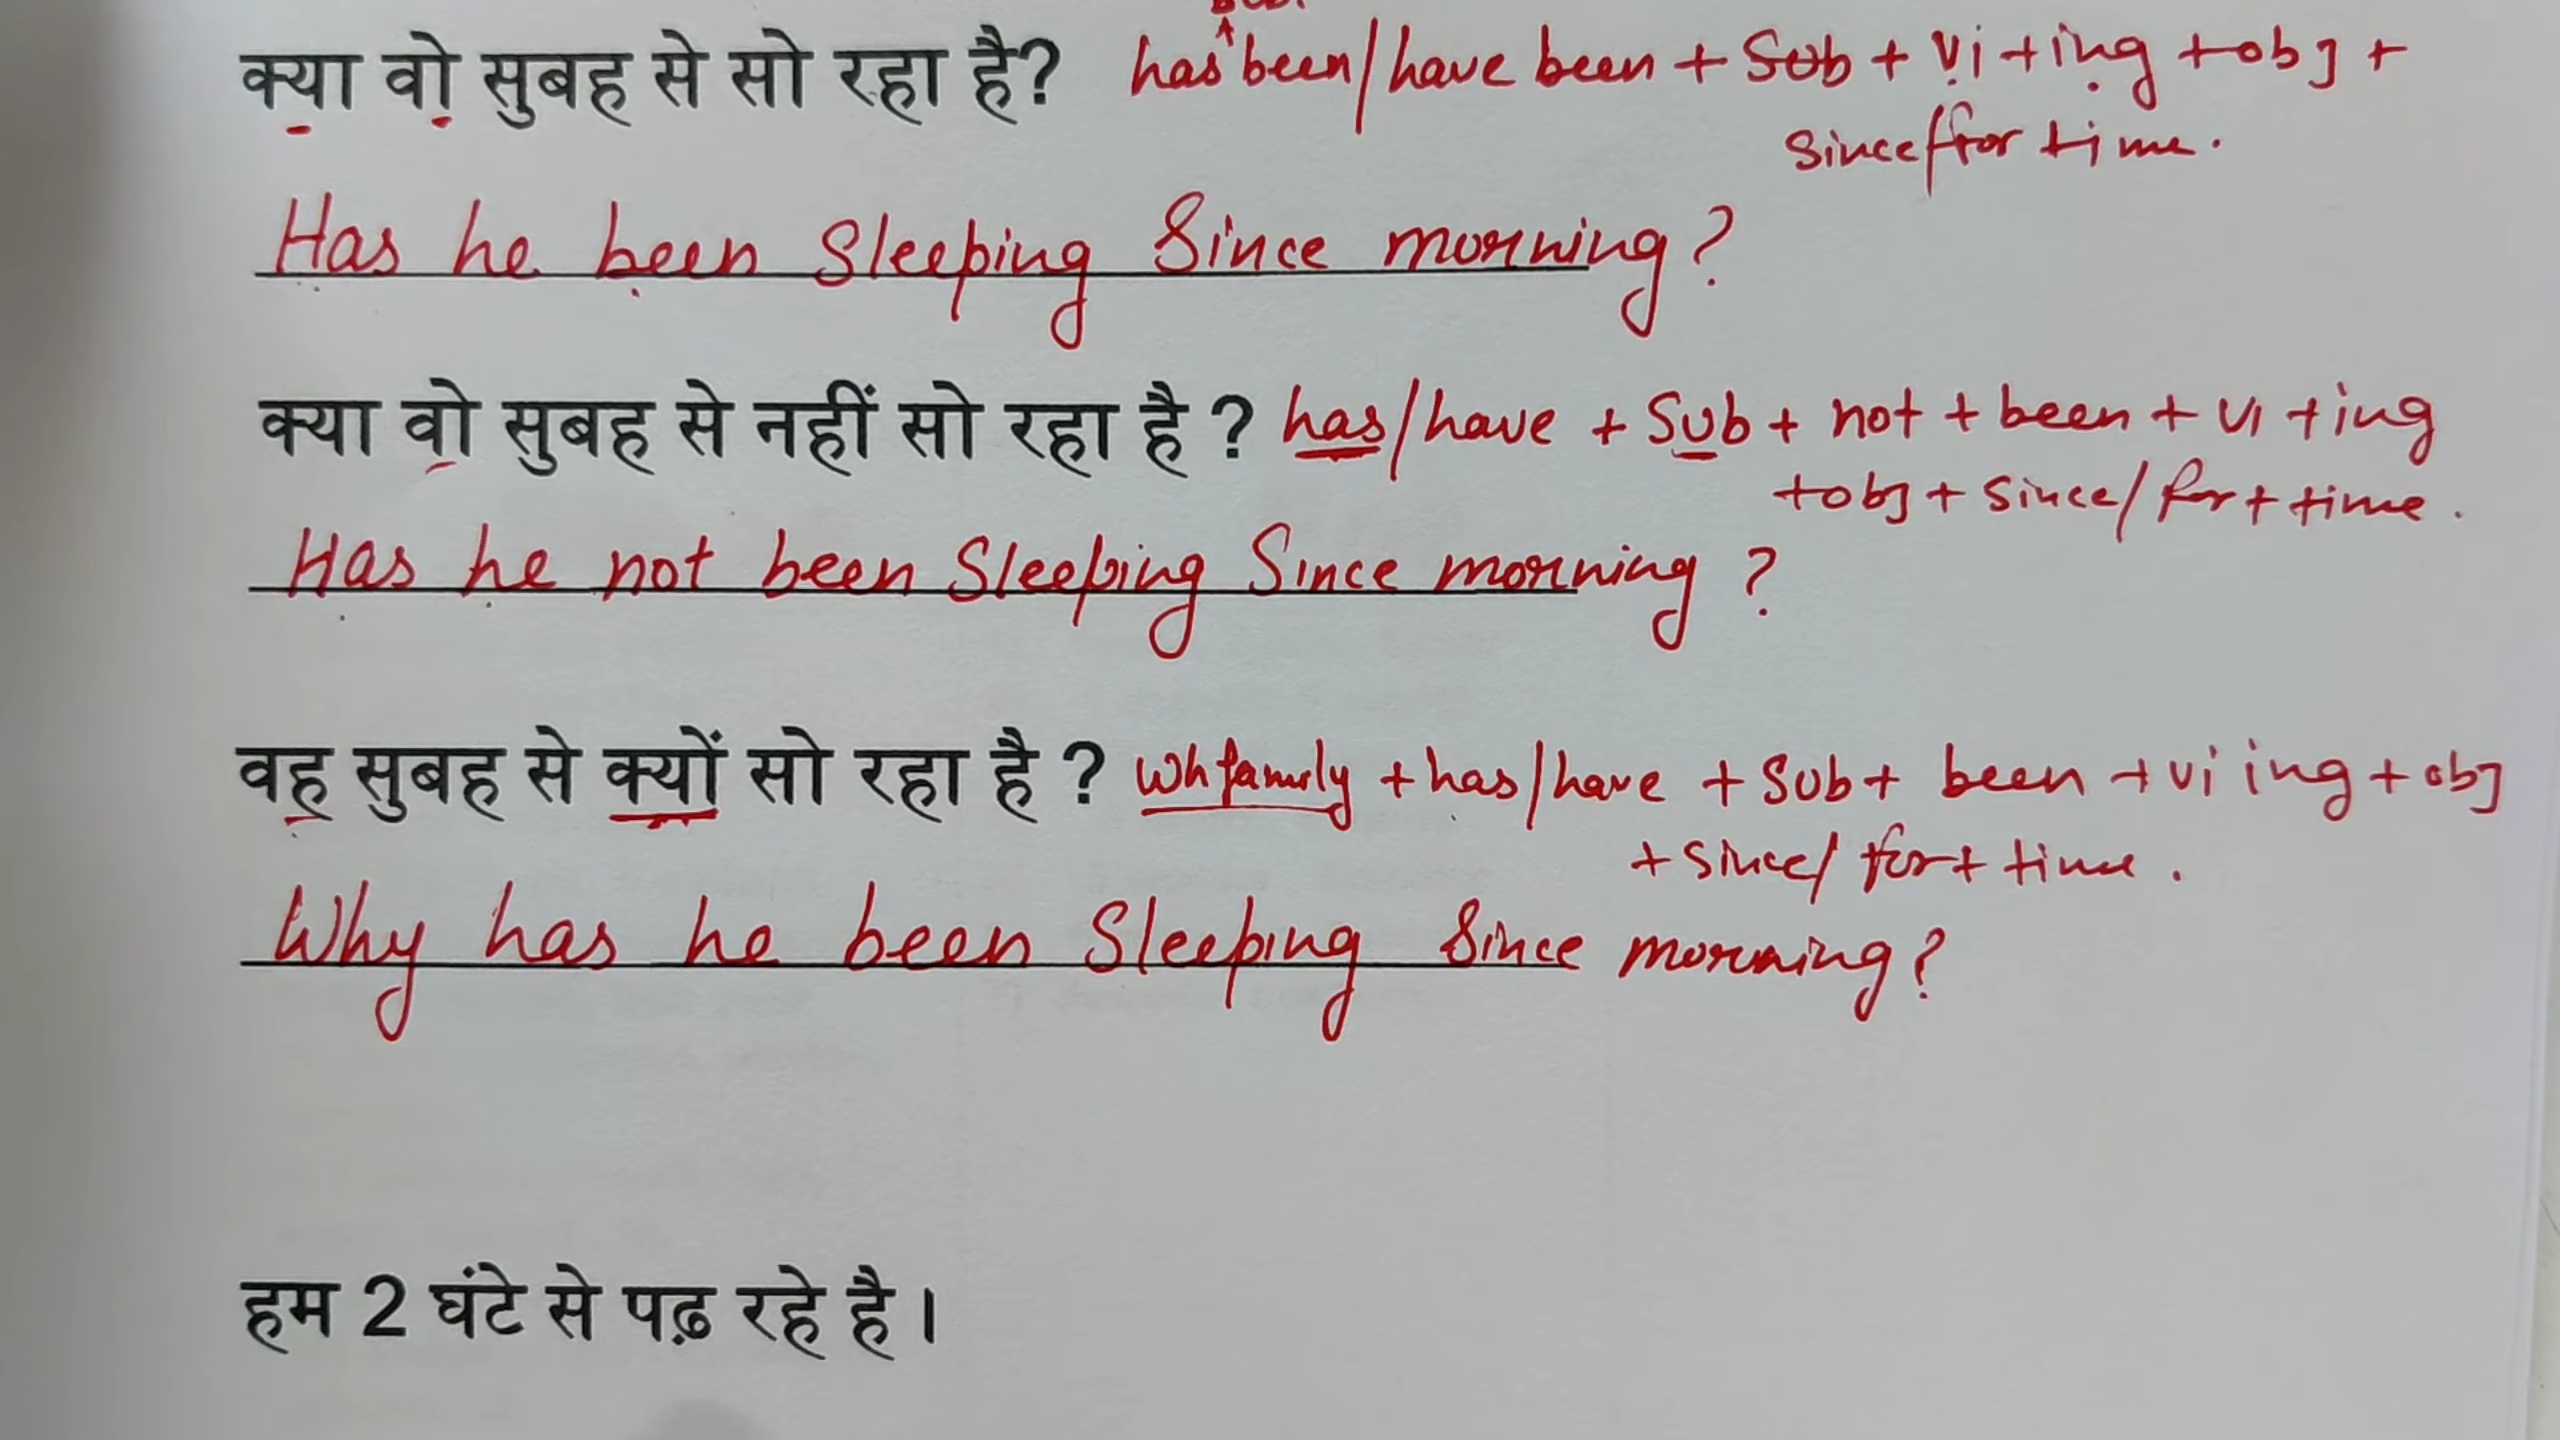 क्या वो सुबह से सो रहा है? has been/have been + Sub + Vi + ing + obj +
since/for time.
Has he been Sleeping Since morning?
क्या वो सुबह से नहीं सो रहा है ? has/have + Sub + not + been + Vi + ing
+ obj + since/for + time.
Has he not been Sleeping Since morning ?
वह सुबह से क्यों सो रहा है ? Wh family + has/have + Sub + been + Vi ing + obj
+ since/for + time.
Why has he been Sleeping Since morning?
हम 2 घंटे से पढ़ रहे है ।